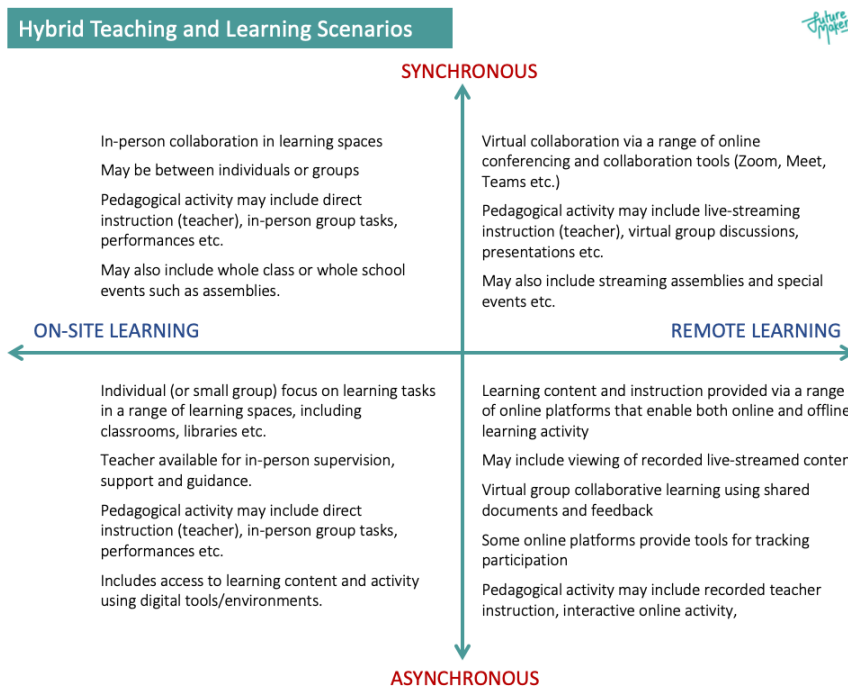 Hybrid Teaching and Learning Scenarios
future
makers
SYNCHRONOUS
In-person collaboration in learning spaces
May be between individuals or groups
Pedagogical activity may include direct
instruction (teacher), in-person group tasks,
performances etc.
May also include whole class or whole school
events such as assemblies.
Virtual collaboration via a range of online
conferencing and collaboration tools (Zoom, Meet,
Teams etc.)
Pedagogical activity may include live-streaming
instruction (teacher), virtual group discussions,
presentations etc.
May also include streaming assemblies and special
events etc.
ON-SITE LEARNING
REMOTE LEARNING
Individual (or small group) focus on learning tasks
in a range of learning spaces, including
classrooms, libraries etc.
Teacher available for in-person supervision,
support and guidance.
Pedagogical activity may include direct
instruction (teacher), in-person group tasks,
performances etc.
Includes access to learning content and activity
using digital tools/environments.
Learning content and instruction provided via a range
of online platforms that enable both online and offline
learning activity
May include viewing of recorded live-streamed conten
Virtual group collaborative learning using shared
documents and feedback
Some online platforms provide tools for tracking
participation
Pedagogical activity may include recorded teacher
instruction, interactive online activity,
ASYNCHRONOUS